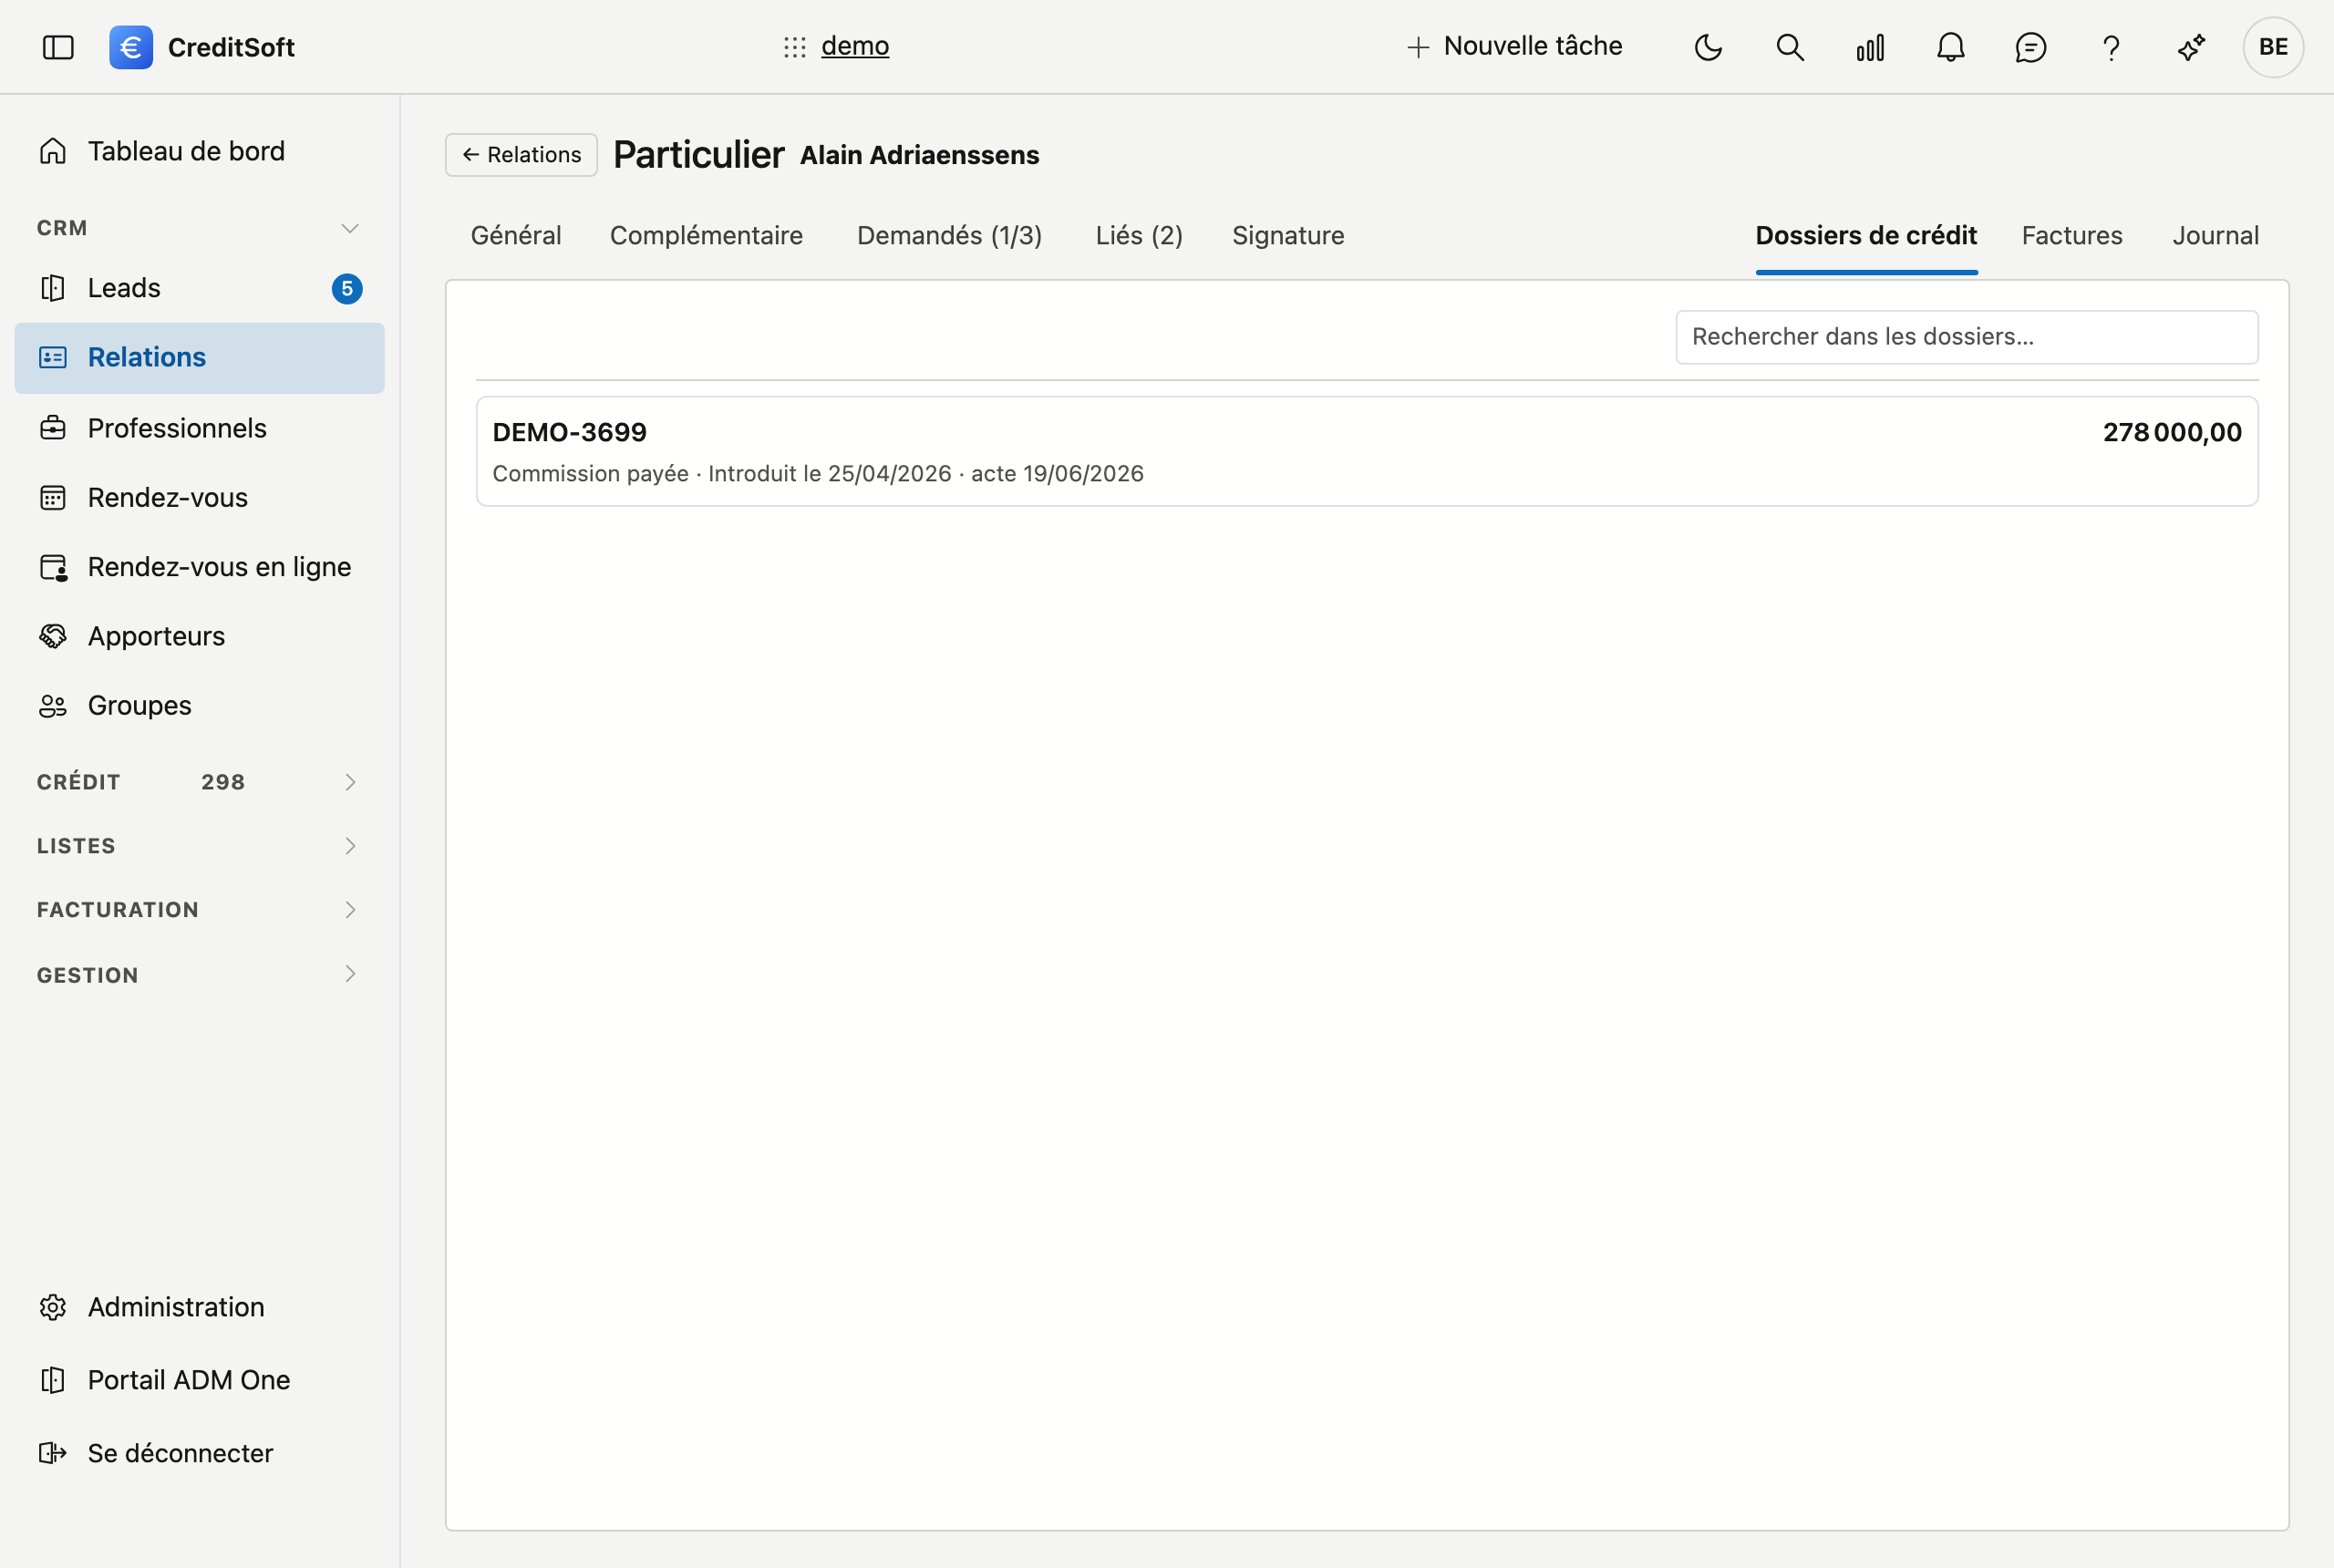 CreditSoft
demo
Nouvelle tâche
BE
Tableau de bord
CRM
Leads 5
Relations
Professionnels
Rendez-vous
Rendez-vous en ligne
Apporteurs
Groupes
CRÉDIT 298
LISTES
FACTURATION
GESTION
Administration
Portail ADM One
Se déconnecter
← Relations Particulier Alain Adriaenssens
Général Complémentaire Demandés (1/3) Liés (2) Signature Dossiers de crédit Factures Journal
Rechercher dans les dossiers...
DEMO-3699 278 000,00
Commission payée · Introduit le 25/04/2026 · acte 19/06/2026